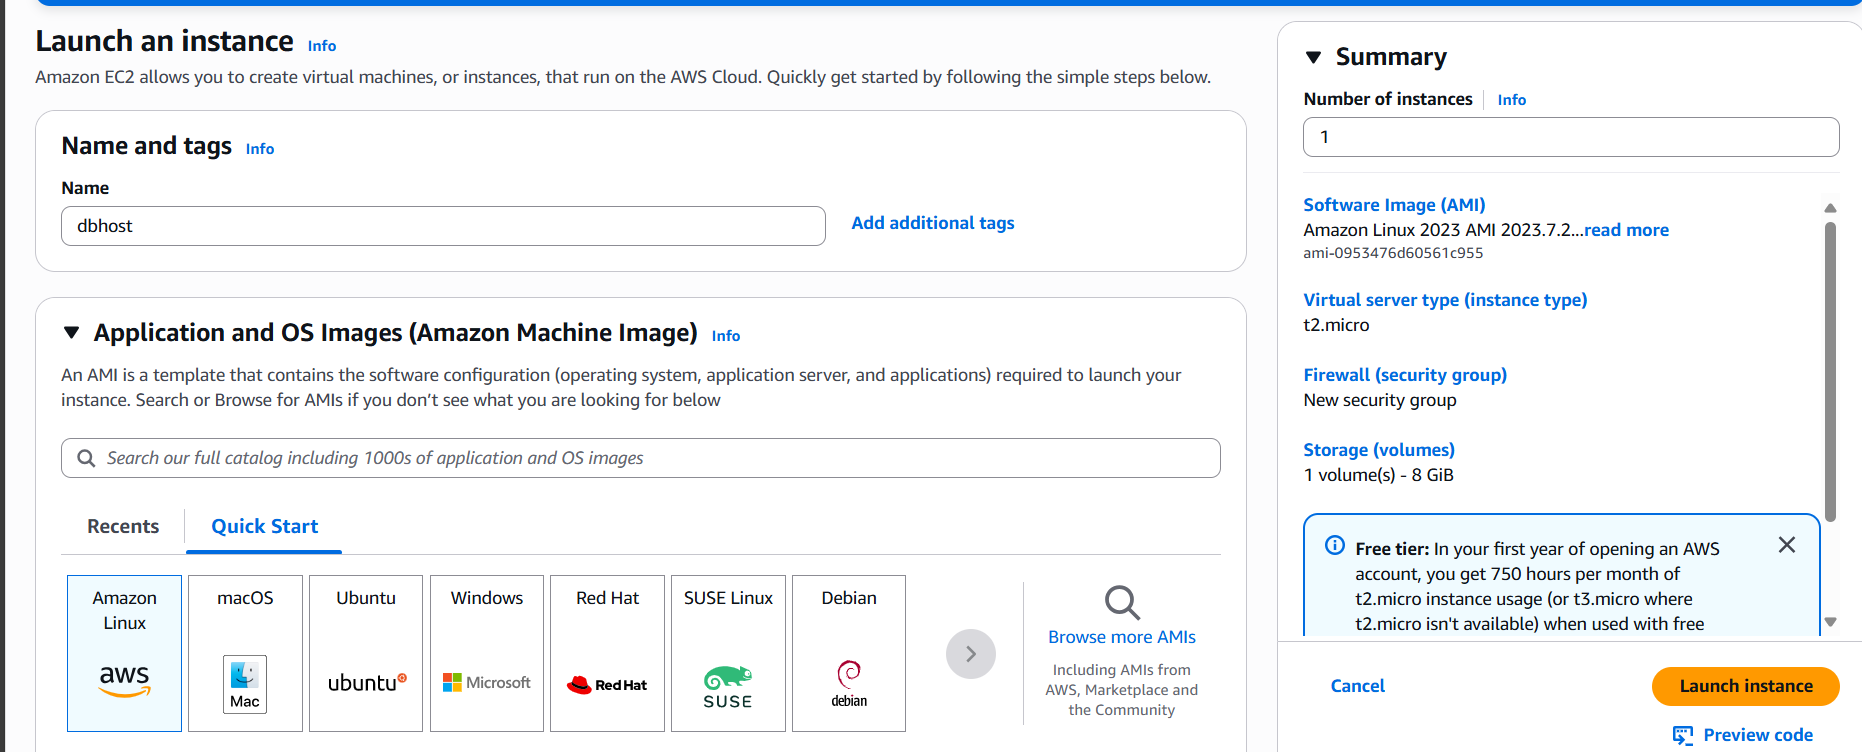 Launch an instance Info
Amazon EC2 allows you to create virtual machines, or instances, that run on the AWS Cloud. Quickly get started by following the simple steps below.
Name and tags Info
Name
dbhost
Add additional tags
Application and OS Images (Amazon Machine Image) Info
An AMI is a template that contains the software configuration (operating system, application server, and applications) required to launch your
instance. Search or Browse for AMIs if you don’t see what you are looking for below
Search our full catalog including 1000s of application and OS images
Recents
Quick Start
Amazon
Linux
aws
macOS
Mac
Ubuntu
ubuntu
Windows
Microsoft
Red Hat
Red Hat
SUSE Linux
SUSE
Debian
debian
Browse more AMIs
Including AMIs from
AWS, Marketplace and
the Community
Summary
Number of instances Info
1
Software Image (AMI)
Amazon Linux 2023 AMI 2023.7.2...read more
ami-0953476d60561c955
Virtual server type (instance type)
t2.micro
Firewall (security group)
New security group
Storage (volumes)
1 volume(s) - 8 GiB
Free tier: In your first year of opening an AWS
account, you get 750 hours per month of
t2.micro instance usage (or t3.micro where
t2.micro isn't available) when used with free
Cancel
Launch instance
Preview code